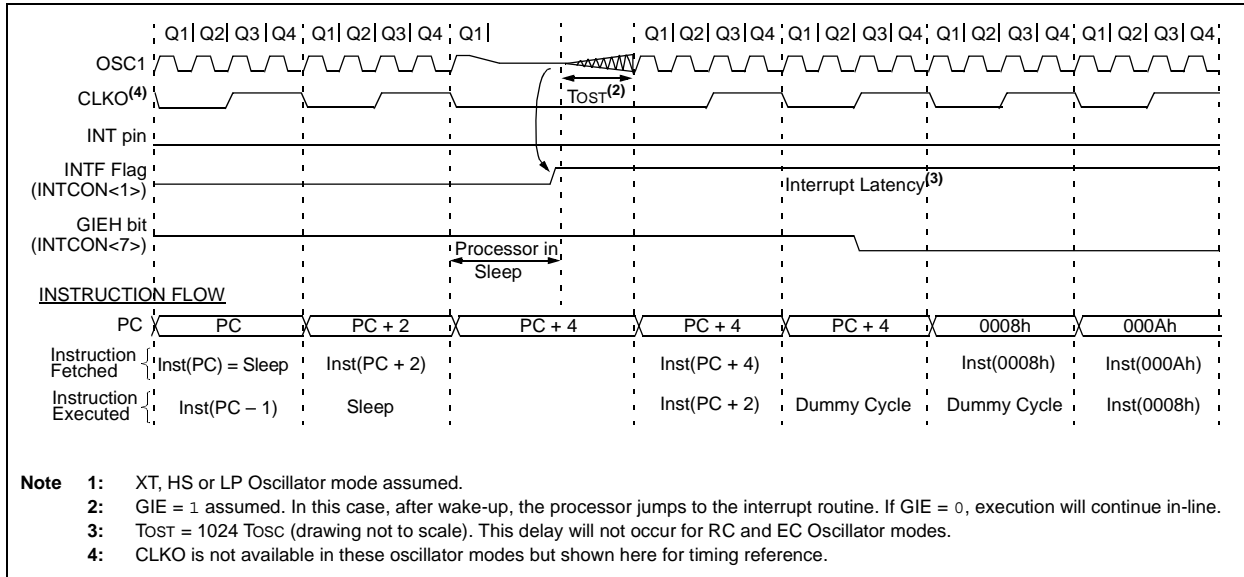 Q1| Q2| Q3| Q4 Q1| Q2| Q3| Q4 Q1| Q1| Q2| Q3| Q4 Q1| Q2| Q3| Q4 Q1| Q2| Q3| Q4 Q1| Q2| Q3| Q4
OSC1
CLKO(4) TOST(2)
INT pin
INTF Flag
(INTCON<1>) Interrupt Latency(3)
GIEH bit
(INTCON<7>)
Processor in
Sleep
INSTRUCTION FLOW
PC PC PC + 2 PC + 4 PC + 4 PC + 4 0008h 000Ah
Instruction
Fetched Inst(PC) = Sleep Inst(PC + 2) Inst(PC + 4) Inst(0008h) Inst(000Ah)
Instruction
Executed Inst(PC – 1) Sleep Inst(PC + 2) Dummy Cycle Dummy Cycle Inst(0008h)
Note 1: XT, HS or LP Oscillator mode assumed.
2: GIE = 1 assumed. In this case, after wake-up, the processor jumps to the interrupt routine. If GIE = 0, execution will continue in-line.
3: TOST = 1024 TOSC (drawing not to scale). This delay will not occur for RC and EC Oscillator modes.
4: CLKO is not available in these oscillator modes but shown here for timing reference.